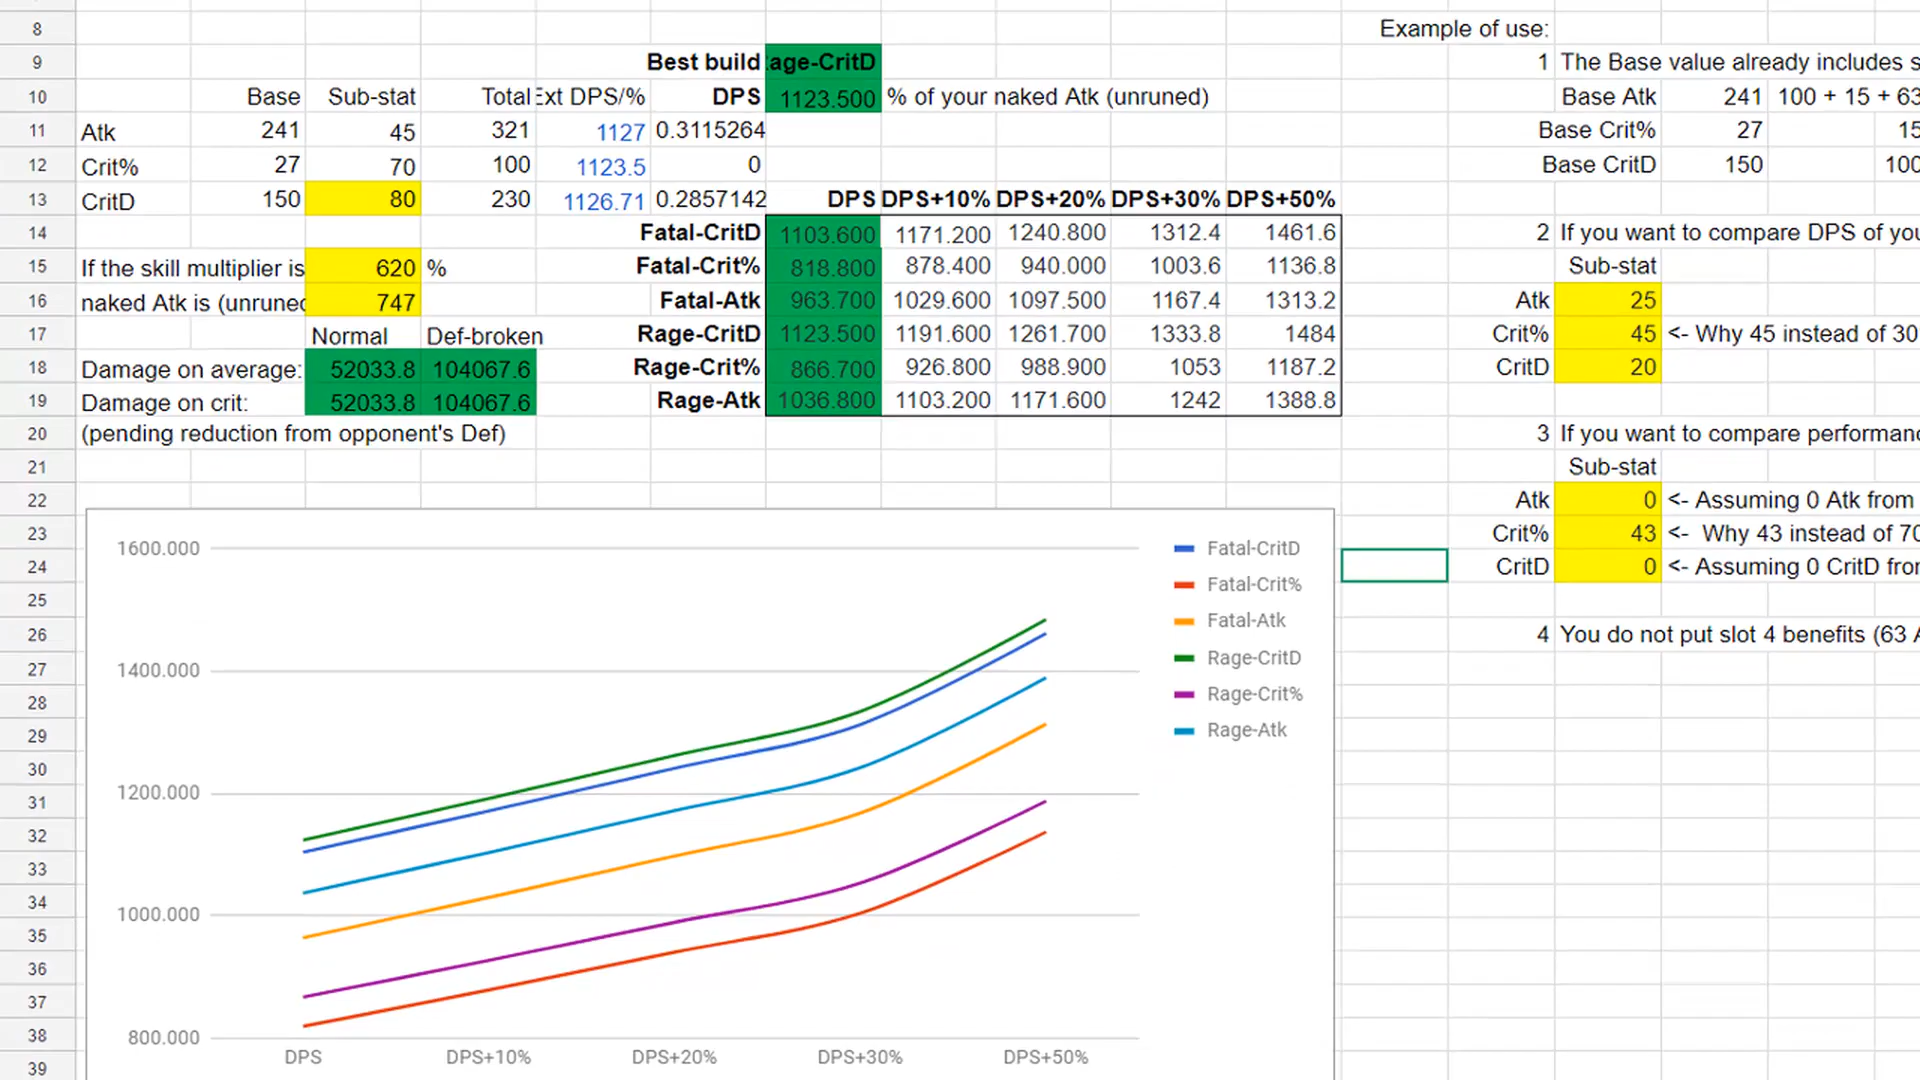 8 Example of use:
9 Best build age-CritD 1 The Base value already includes s
10 Base Sub-stat Total Ext DPS/% DPS 1123.500 % of your naked Atk (unruned) Base Atk 241 100 + 15 + 63
11 Atk 241 45 321 1127 0.3115264 Base Crit% 27 15
12 Crit% 27 70 100 1123.5 0 Base CritD 150 100
13 CritD 150 80 230 1126.71 0.2857142 DPS DPS+10% DPS+20% DPS+30% DPS+50%
14 Fatal-CritD 1103.600 1171.200 1240.800 1312.4 1461.6 2 If you want to compare DPS of you
15 If the skill multiplier is 620 % Fatal-Crit% 818.800 878.400 940.000 1003.6 1136.8 Sub-stat
16 naked Atk is (unruned 747 Fatal-Atk 963.700 1029.600 1097.500 1167.4 1313.2 Atk 25
17 Normal Def-broken Rage-CritD 1123.500 1191.600 1261.700 1333.8 1484 Crit% 45 <- Why 45 instead of 30
18 Damage on average: 52033.8 104067.6 Rage-Crit% 866.700 926.800 988.900 1053 1187.2 CritD 20
19 Damage on crit: 52033.8 104067.6 Rage-Atk 1036.800 1103.200 1171.600 1242 1388.8
20 (pending reduction from opponent's Def) 3 If you want to compare performanc
21 Sub-stat
22 Atk 0 <- Assuming 0 Atk from
23 Crit% 43 <- Why 43 instead of 70
24 CritD 0 <- Assuming 0 CritD from
25
26 4 You do not put slot 4 benefits (63 A
27
28
29
30
31
32
33
34
35
36
37
38
39
1600.000
1400.000
1200.000
1000.000
800.000
DPS DPS+10% DPS+20% DPS+30% DPS+50%
Fatal-CritD
Fatal-Crit%
Fatal-Atk
Rage-CritD
Rage-Crit%
Rage-Atk